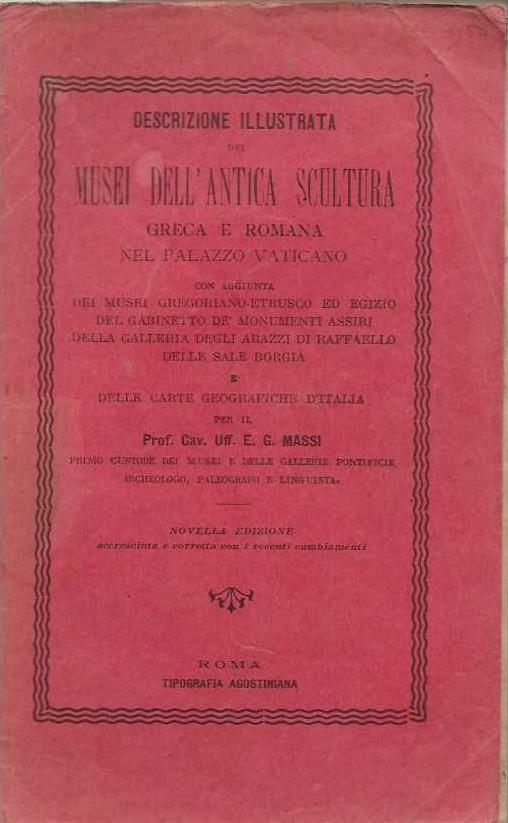 DESCRIZIONE ILLUSTRATA
DEI
MUSEI DELL'ANTICA SCULTURA
GRECA E ROMANA
NEL PALAZZO VATICANO
CON AGGIUNTA
DEI MUSEI GREGORIANO-ETRUSCO ED EGIZIO
DEL GABINETTO DE' MONUMENTI ASSIRI
DELLA GALLERIA DEGLI ARAZZI DI RAFFAELLO
DELLE SALE BORGIA
E
DELLE CARTE GEOGRAFICHE D'ITALIA
PER IL
Prof. Cav. Uff. E. G. MASSI
PRIMO CUSTODE DEI MUSEI E DELLE GALLERIE PONTIFICIE
ARCHEOLOGO, PALEOGRAFO E LINGUISTA.
NOVELLA EDIZIONE
accresciuta e corretta con i recenti cambiamenti
ROMA
TIPOGRAFIA AGOSTINIANA